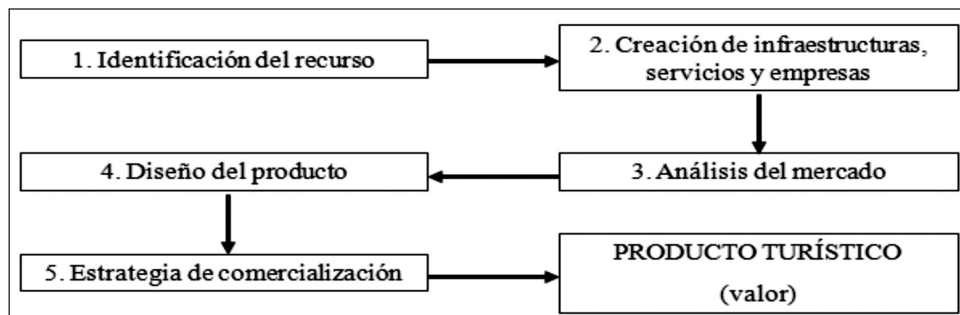 1. Identificación del recurso
2. Creación de infraestructuras,
servicios y empresas
3. Análisis del mercado
4. Diseño del producto
5. Estrategia de comercialización
PRODUCTO TURÍSTICO
(valor)